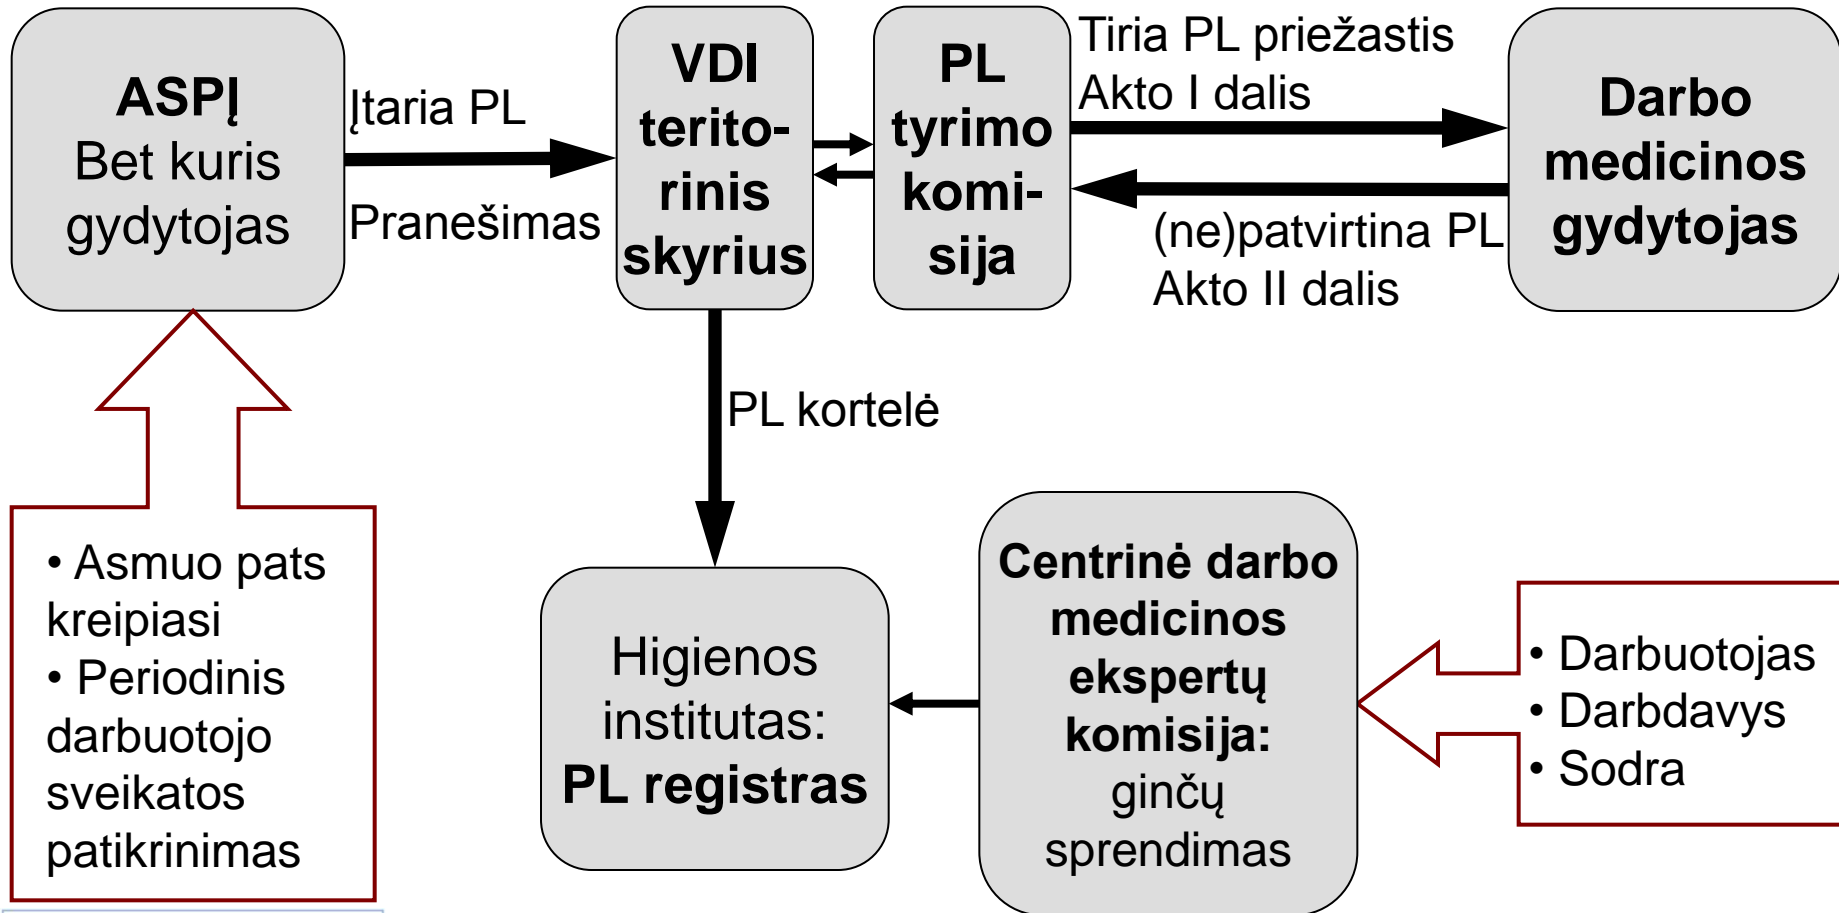 ASPĮ
Bet kuris
gydytojas
Įtaria PL
Pranešimas
VDI
terito-
rinis
skyrius
PL
tyrimo
komi-
sija
Tiria PL priežastis
Akto I dalis
(ne)patvirtina PL
Akto II dalis
Darbo
medicinos
gydytojas
PL kortelė
• Asmuo pats
kreipiasi
• Periodinis
darbuotojo
sveikatos
patikrinimas
Higienos
institutas:
PL registras
Centrinė darbo
medicinos
ekspertų
komisija:
ginčų
sprendimas
• Darbuotojas
• Darbdavys
• Sodra